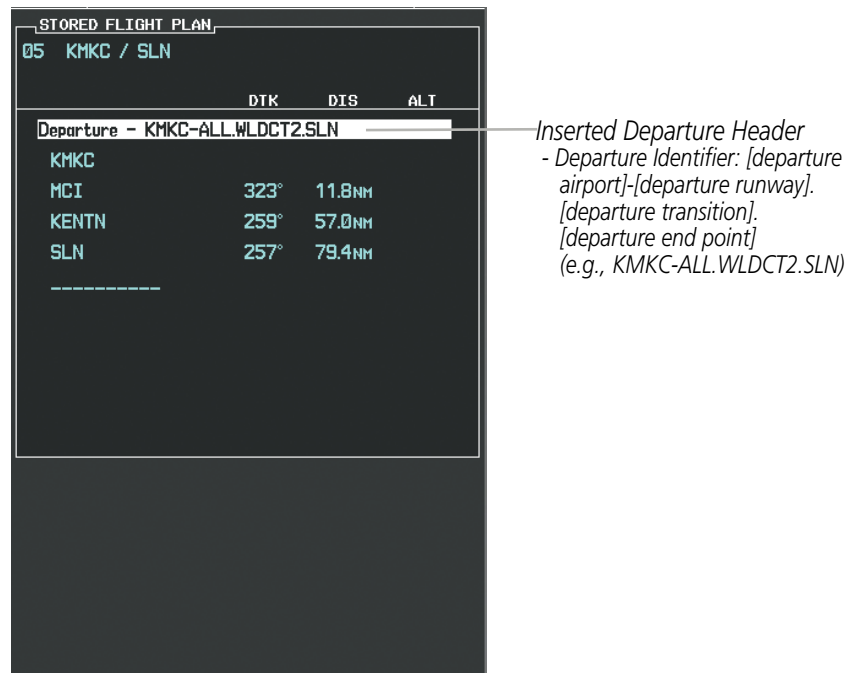 STORED FLIGHT PLAN
05 KMKC / SLN
DTK DIS ALT
Departure - KMKC-ALL.WLDCT2.SLN
KMKC
MCI 323° 11.8NM
KENTN 259° 57.0NM
SLN 257° 79.4NM
__________
Inserted Departure Header
- Departure Identifier: [departure
airport]-[departure runway].
[departure transition].
[departure end point]
(e.g., KMKC-ALL.WLDCT2.SLN)